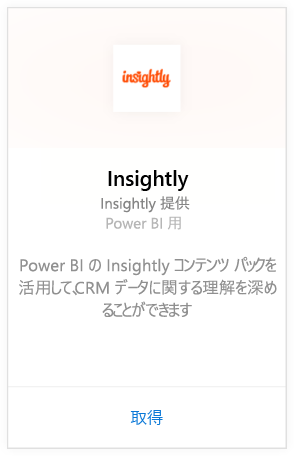 insightly
Insightly
Insightly 提供
Power BI 用
Power BI の Insightly コンテンツ パックを
活用して、CRM データに関する理解を深め
ることができます
取得